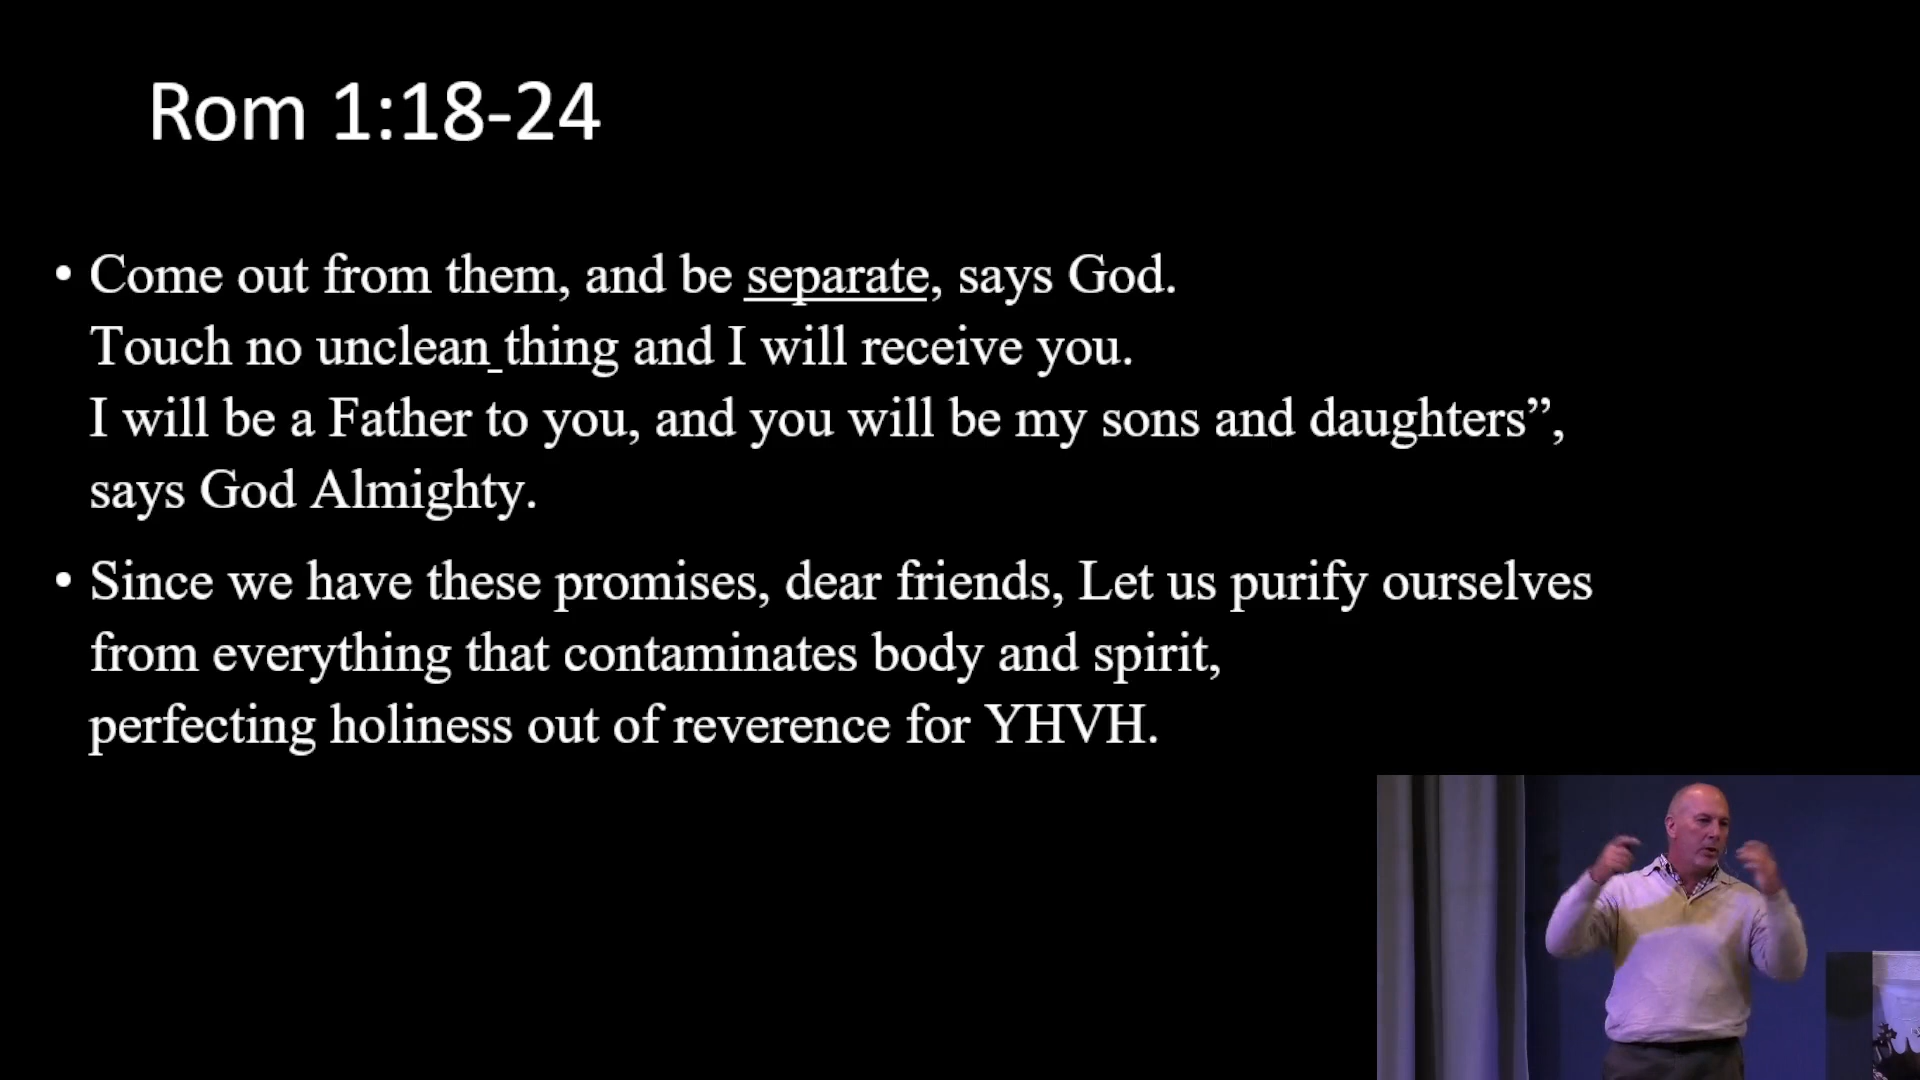 Rom 1:18-24
• Come out from them, and be separate, says God.
Touch no unclean thing and I will receive you.
I will be a Father to you, and you will be my sons and daughters”,
says God Almighty.
• Since we have these promises, dear friends, Let us purify ourselves
from everything that contaminates body and spirit,
perfecting holiness out of reverence for YHVH.